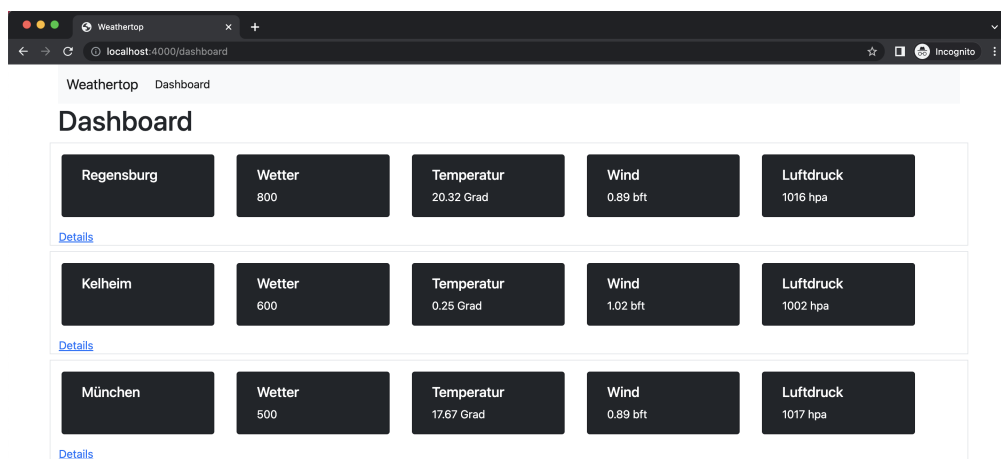 Weathertop
localhost:4000/dashboard
Incognito
Weathertop Dashboard
Dashboard
Regensburg Wetter Temperatur Wind Luftdruck
800 20.32 Grad 0.89 bft 1016 hpa
Details
Kelheim Wetter Temperatur Wind Luftdruck
600 0.25 Grad 1.02 bft 1002 hpa
Details
München Wetter Temperatur Wind Luftdruck
500 17.67 Grad 0.89 bft 1017 hpa
Details